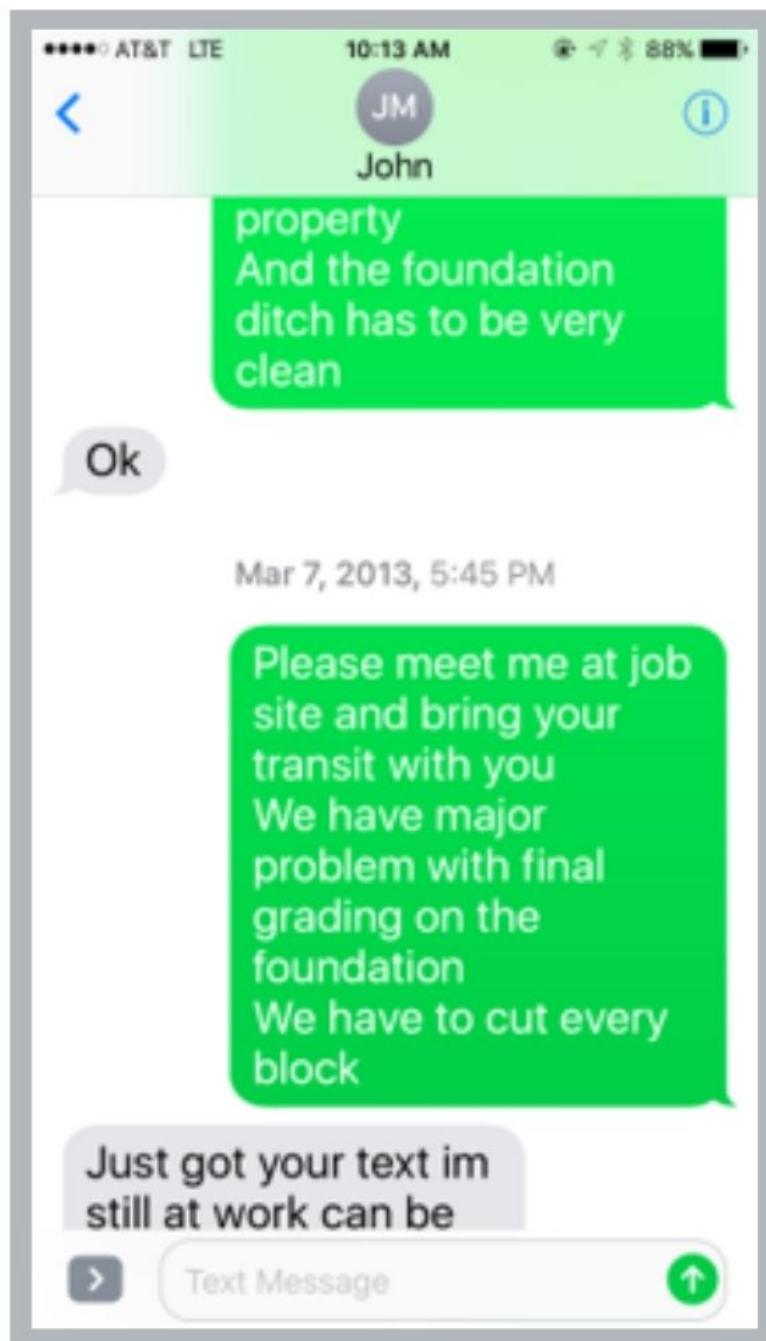 AT&T LTE 10:13 AM 88%
JM
John
property
And the foundation
ditch has to be very
clean
Ok
Mar 7, 2013, 5:45 PM
Please meet me at job
site and bring your
transit with you
We have major
problem with final
grading on the
foundation
We have to cut every
block
Just got your text im
still at work can be
Text Message